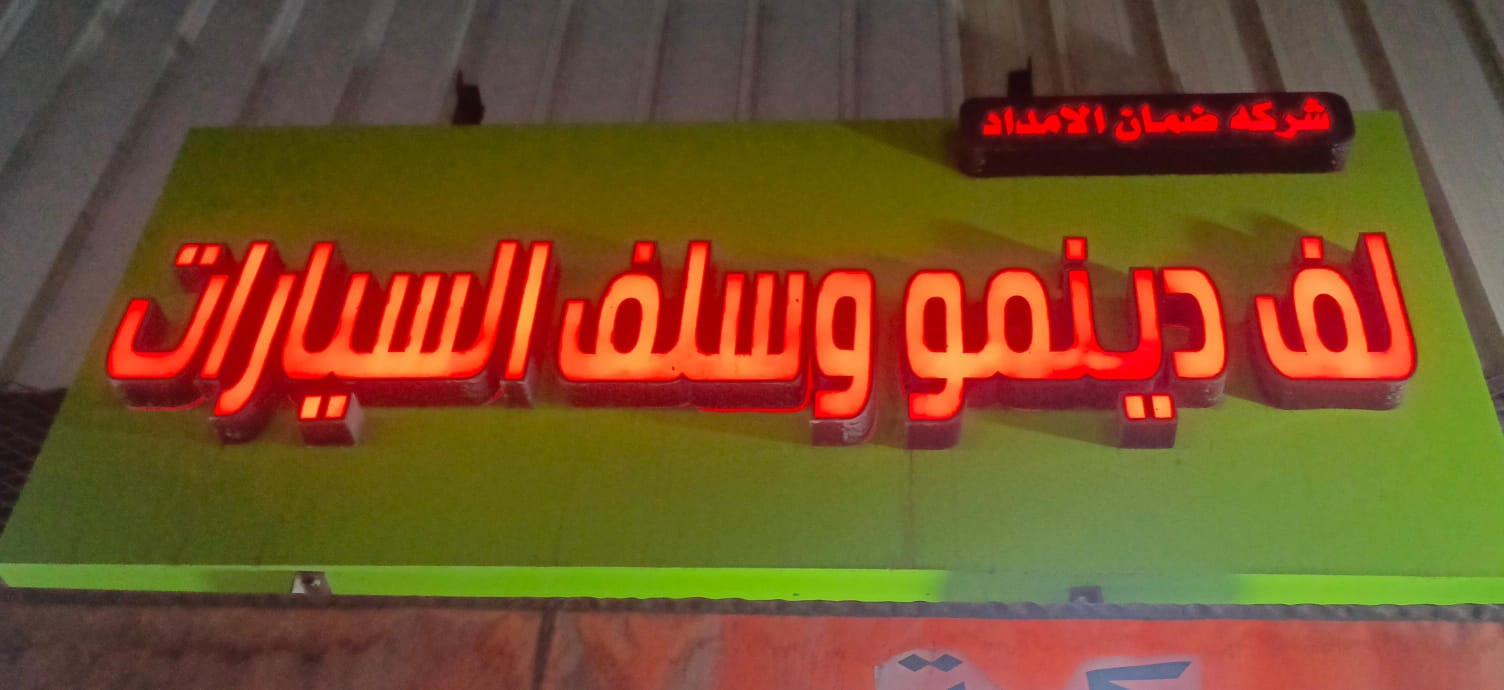 شركه ضمان الامداد
لف دينمو وسلف السيارات